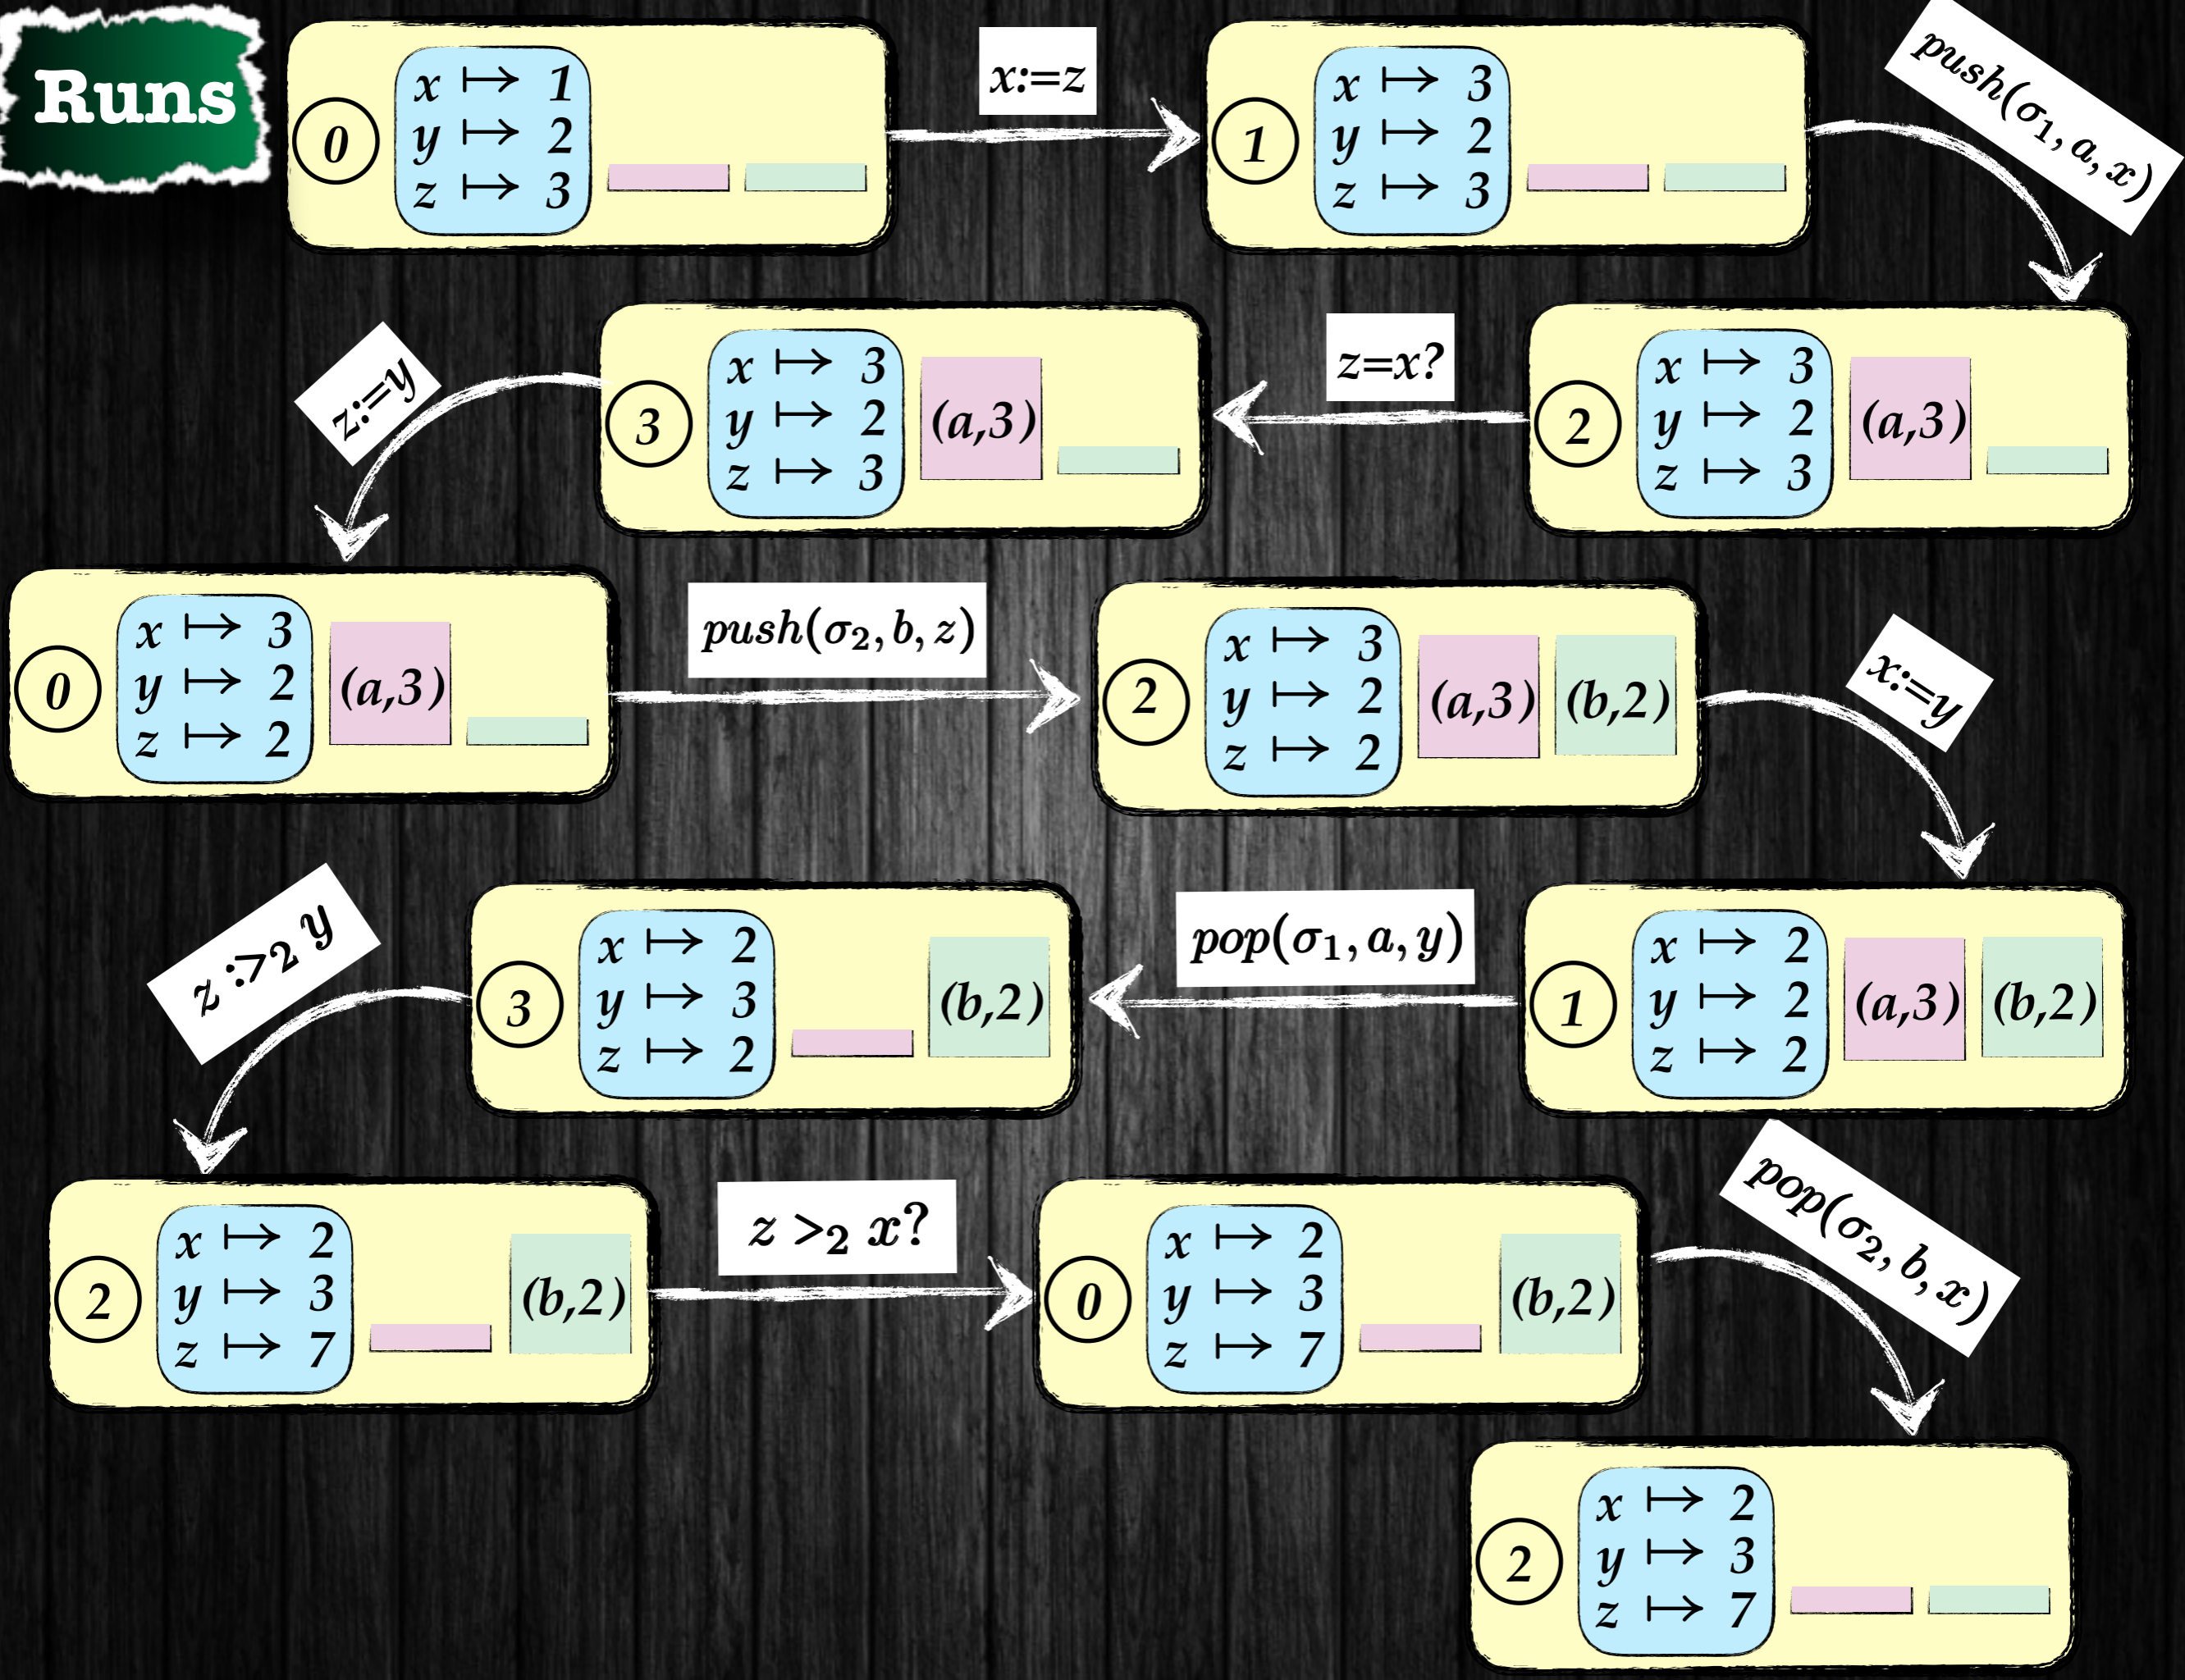 Runs
0
x ↦ 1
y ↦ 2
z ↦ 3
x:=z
1
x ↦ 3
y ↦ 2
z ↦ 3
push(σ₁, a, x)
2
x ↦ 3
y ↦ 2
z ↦ 3
(a,3)
z=x?
3
x ↦ 3
y ↦ 2
z ↦ 3
(a,3)
z:=y
0
x ↦ 3
y ↦ 2
z ↦ 2
(a,3)
push(σ₂, b, z)
2
x ↦ 3
y ↦ 2
z ↦ 2
(a,3) (b,2)
x:=y
1
x ↦ 2
y ↦ 2
z ↦ 2
(a,3) (b,2)
pop(σ₁, a, y)
3
x ↦ 2
y ↦ 3
z ↦ 2
(b,2)
z :>₂ y
2
x ↦ 2
y ↦ 3
z ↦ 7
(b,2)
z >₂ x?
0
x ↦ 2
y ↦ 3
z ↦ 7
(b,2)
pop(σ₂, b, x)
2
x ↦ 2
y ↦ 3
z ↦ 7